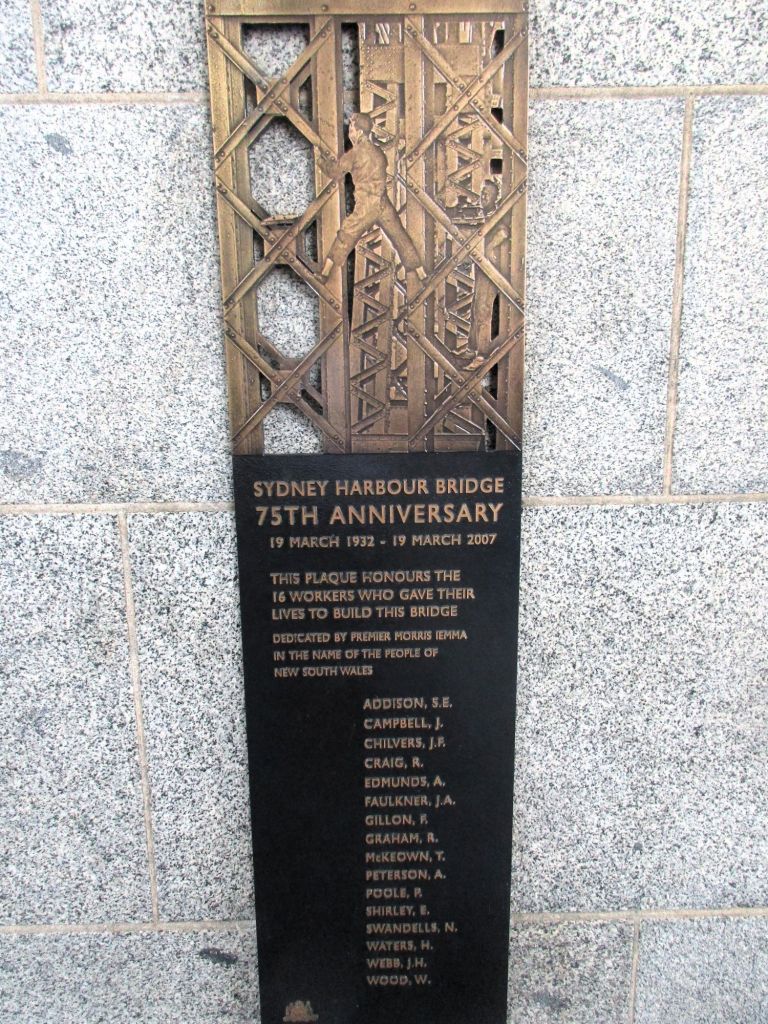 SYDNEY HARBOUR BRIDGE
75TH ANNIVERSARY
19 MARCH 1932 - 19 MARCH 2007
THIS PLAQUE HONOURS THE
16 WORKERS WHO GAVE THEIR
LIVES TO BUILD THIS BRIDGE
DEDICATED BY PREMIER MORRIS IEMMA
IN THE NAME OF THE PEOPLE OF
NEW SOUTH WALES
ADDISON, S.E.
CAMPBELL, J.
CHILVERS, J.F.
CRAIG, R.
EDMUNDS, A.
FAULKNER, J.A.
GILLON, F.
GRAHAM, R.
McKEOWN, T.
PETERSON, A.
POOLE, P.
SHIRLEY, E.
SWANDELLS, N.
WATERS, H.
WEBB, J.H.
WOOD, W.